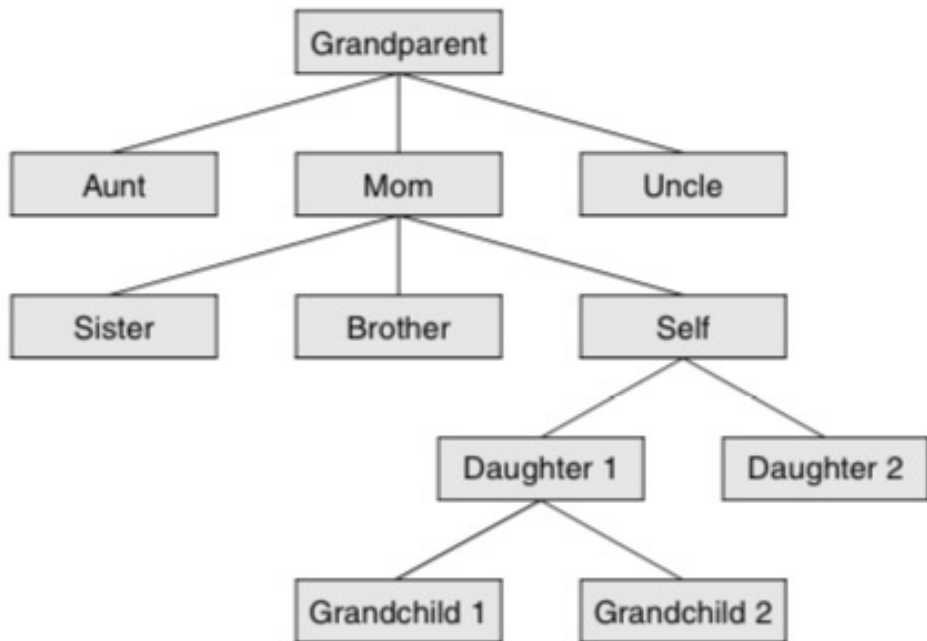 Grandparent
Aunt
Mom
Uncle
Sister
Brother
Self
Daughter 1
Daughter 2
Grandchild 1
Grandchild 2